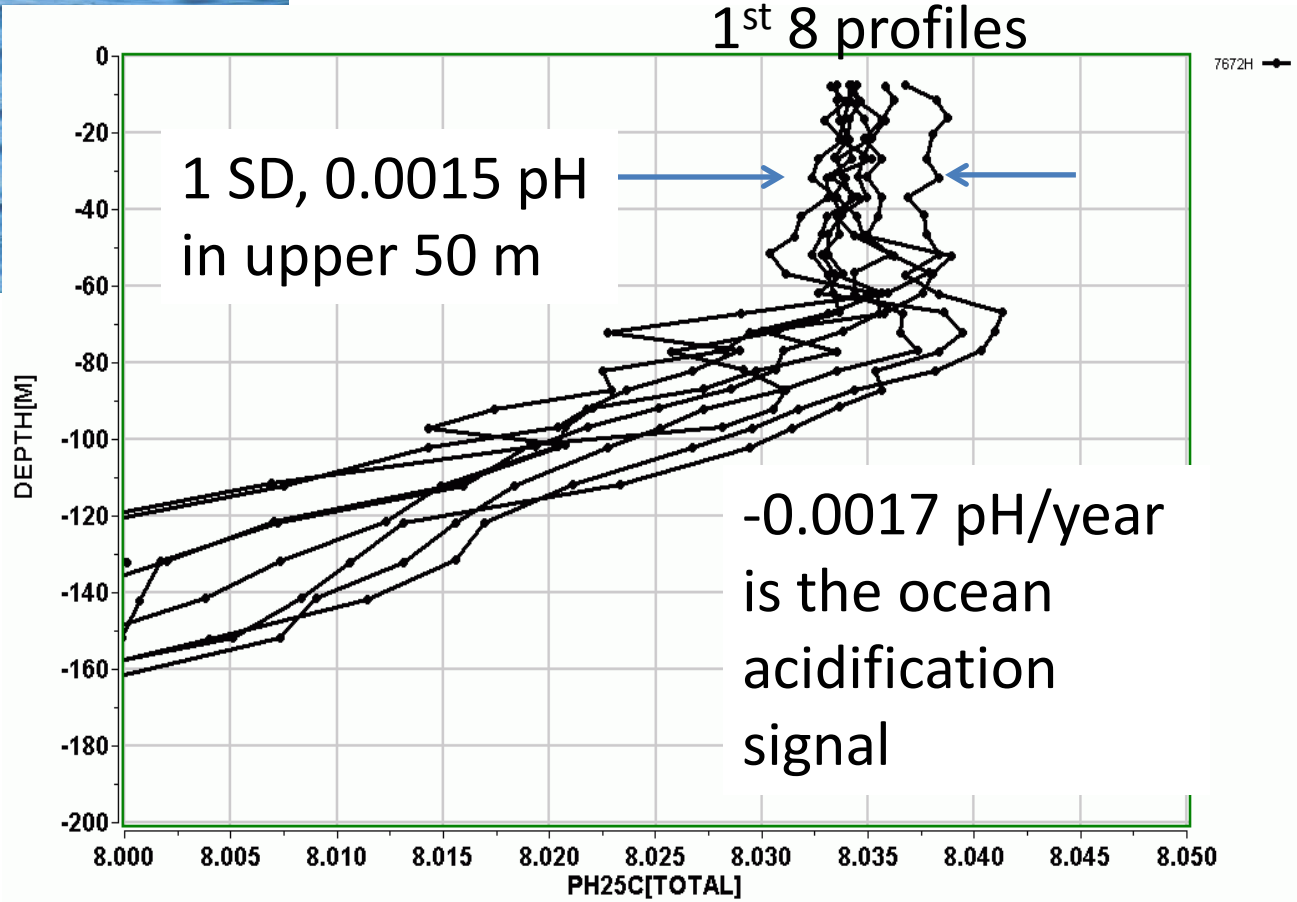 1st 8 profiles
7672H
1 SD, 0.0015 pH
in upper 50 m
-0.0017 pH/year
is the ocean
acidification
signal
DEPTH[M]
0
-20
-40
-60
-80
-100
-120
-140
-160
-180
-200
8.000 8.005 8.010 8.015 8.020 8.025 8.030 8.035 8.040 8.045 8.050
PH25C[TOTAL]